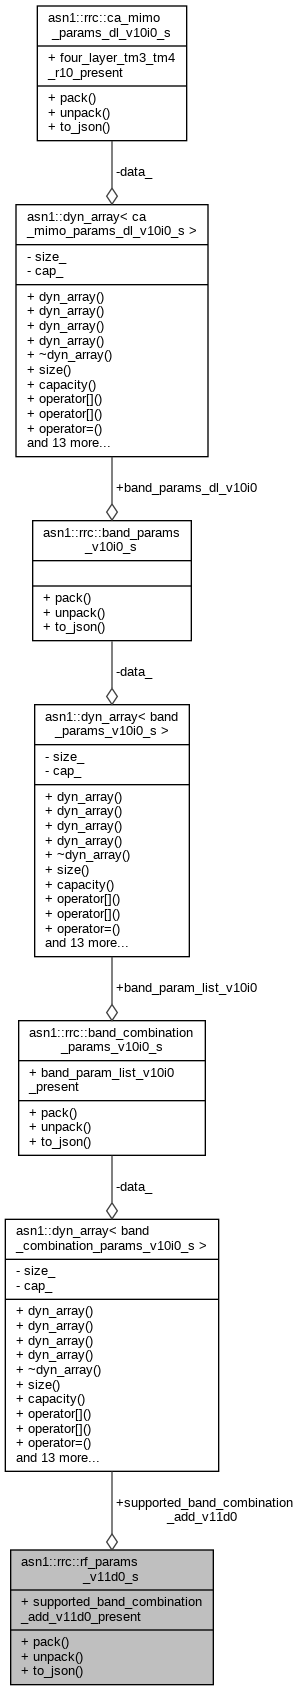 asn1::rrc::ca_mimo
_params_dl_v10i0_s
+ four_layer_tm3_tm4
_r10_present
+ pack()
+ unpack()
+ to_json()
-data_
asn1::dyn_array< ca
_mimo_params_dl_v10i0_s >
- size_
- cap_
+ dyn_array()
+ dyn_array()
+ dyn_array()
+ dyn_array()
+ ~dyn_array()
+ size()
+ capacity()
+ operator[]()
+ operator[]()
+ operator=()
and 13 more...
+band_params_dl_v10i0
asn1::rrc::band_params
_v10i0_s
+ pack()
+ unpack()
+ to_json()
-data_
asn1::dyn_array< band
_params_v10i0_s >
- size_
- cap_
+ dyn_array()
+ dyn_array()
+ dyn_array()
+ dyn_array()
+ ~dyn_array()
+ size()
+ capacity()
+ operator[]()
+ operator[]()
+ operator=()
and 13 more...
+band_param_list_v10i0
asn1::rrc::band_combination
_params_v10i0_s
+ band_param_list_v10i0
_present
+ pack()
+ unpack()
+ to_json()
-data_
asn1::dyn_array< band
_combination_params_v10i0_s >
- size_
- cap_
+ dyn_array()
+ dyn_array()
+ dyn_array()
+ dyn_array()
+ ~dyn_array()
+ size()
+ capacity()
+ operator[]()
+ operator[]()
+ operator=()
and 13 more...
+supported_band_combination
_add_v11d0
asn1::rrc::rf_params
_v11d0_s
+ supported_band_combination
_add_v11d0_present
+ pack()
+ unpack()
+ to_json()